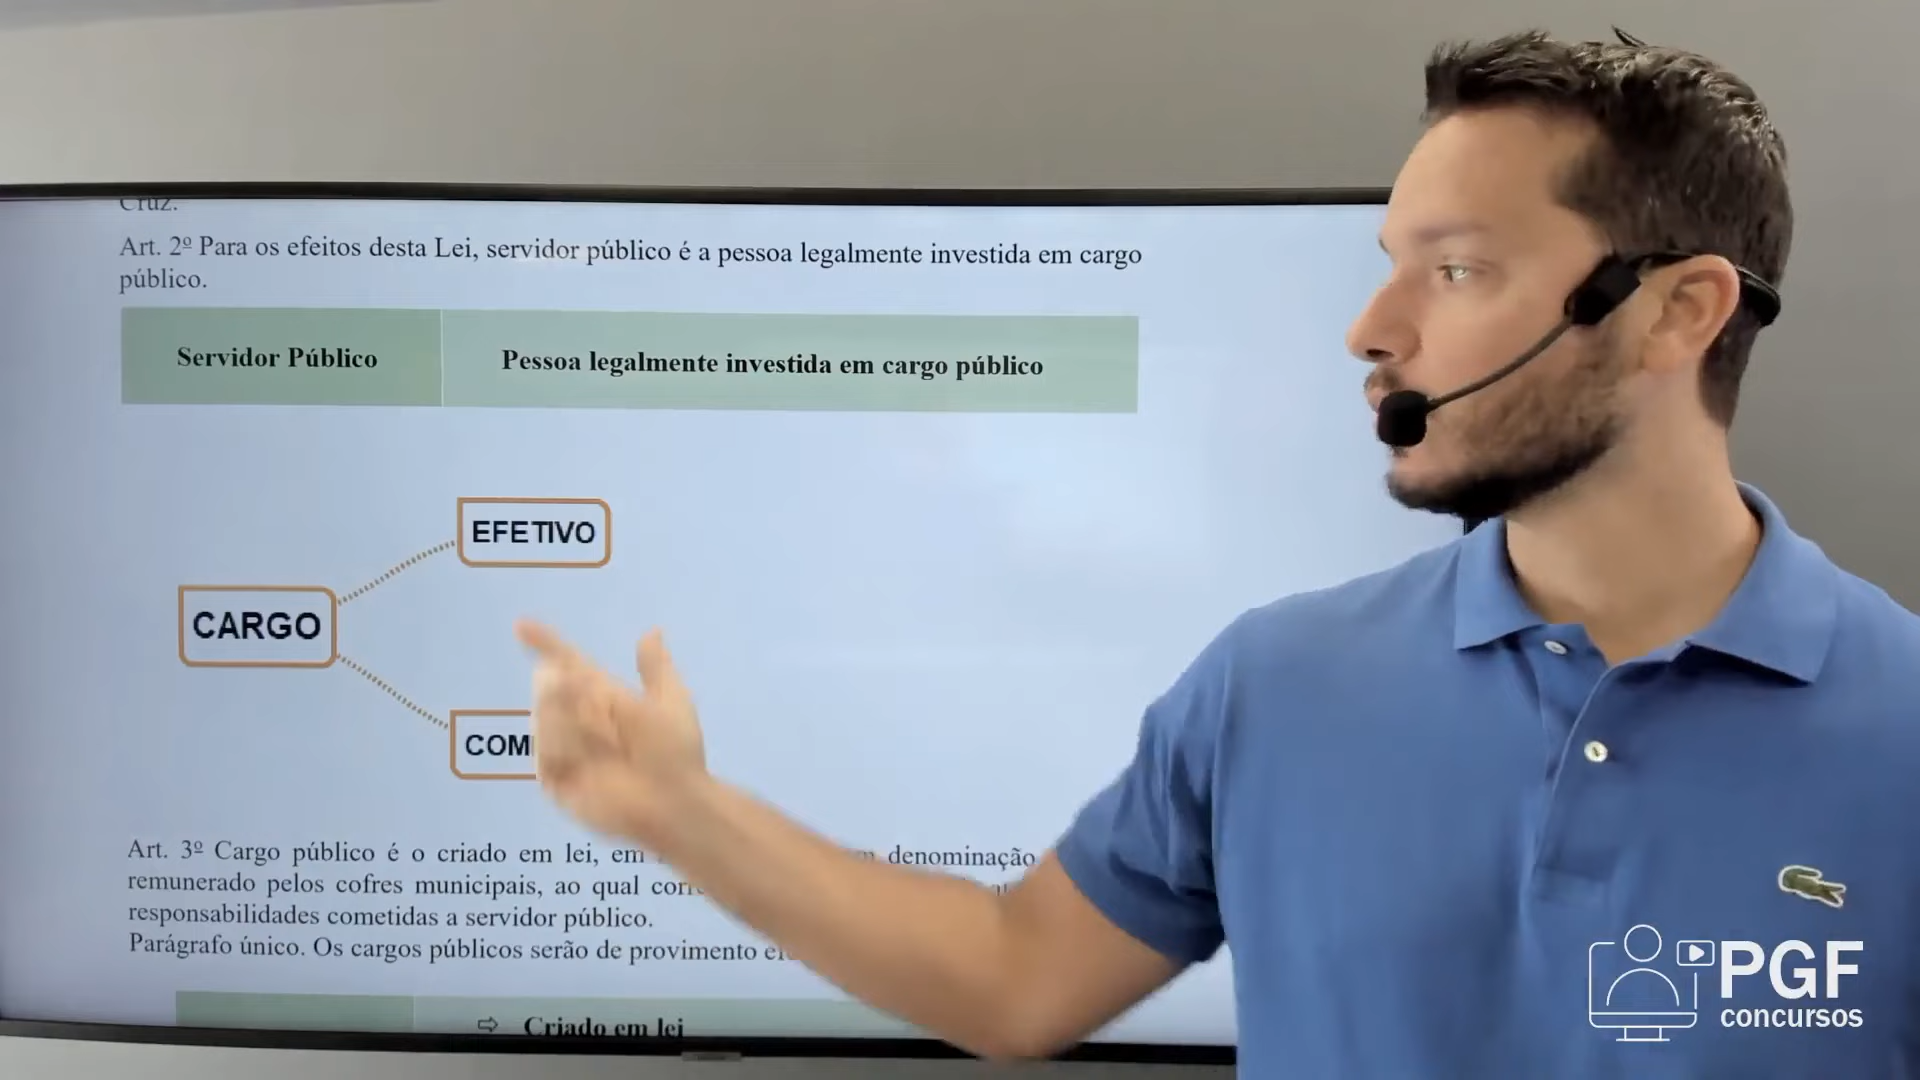 Cruz.
Art. 2º Para os efeitos desta Lei, servidor público é a pessoa legalmente investida em cargo
público.
Servidor Público
Pessoa legalmente investida em cargo público
EFETIVO
CARGO
COM
Art. 3º Cargo público é o criado em lei, em denominação
remunerado pelos cofres municipais, ao qual
responsabilidades cometidas a servidor público.
Parágrafo único. Os cargos públicos serão de provimento
⇨ Criado em lei
PGF
concursos